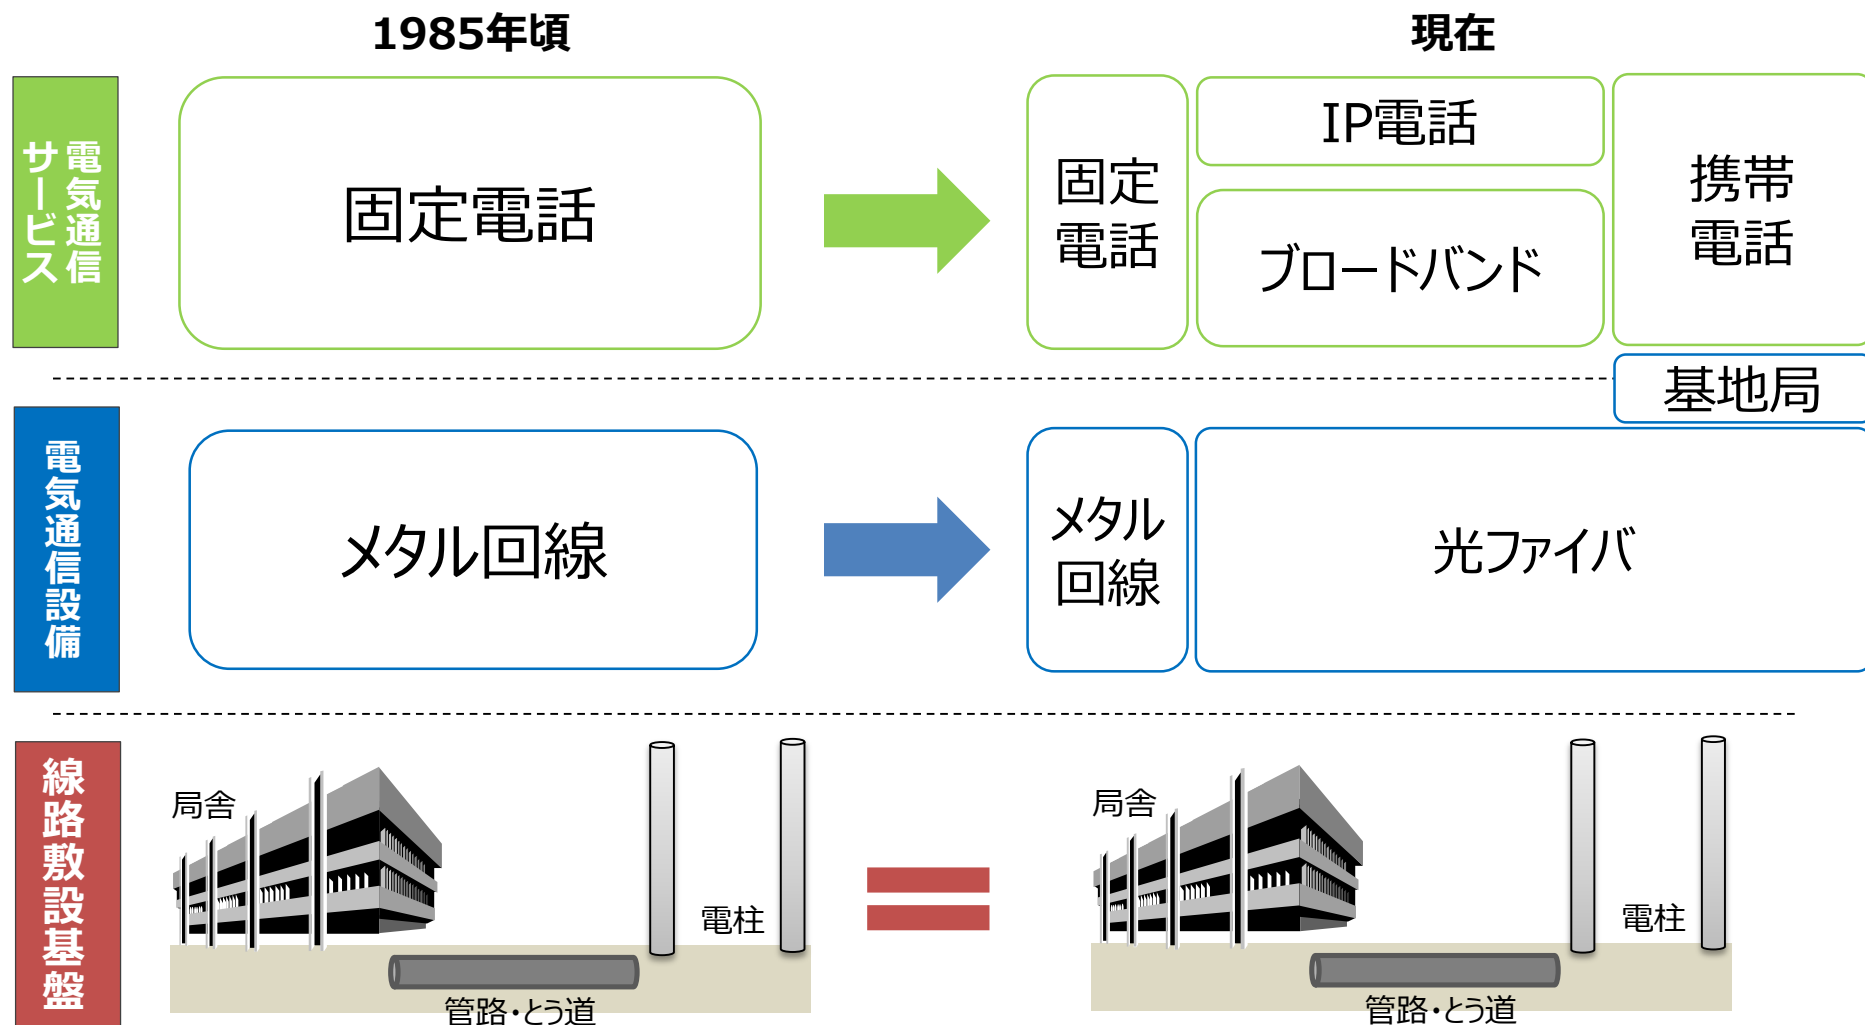 1985年頃
現在
電気通信
サービス
固定電話
固定
電話
IP電話
ブロードバンド
携帯
電話
基地局
電気通信設備
メタル回線
メタル
回線
光ファイバ
線路敷設基盤
局舎
電柱
管路・とう道
局舎
電柱
管路・とう道